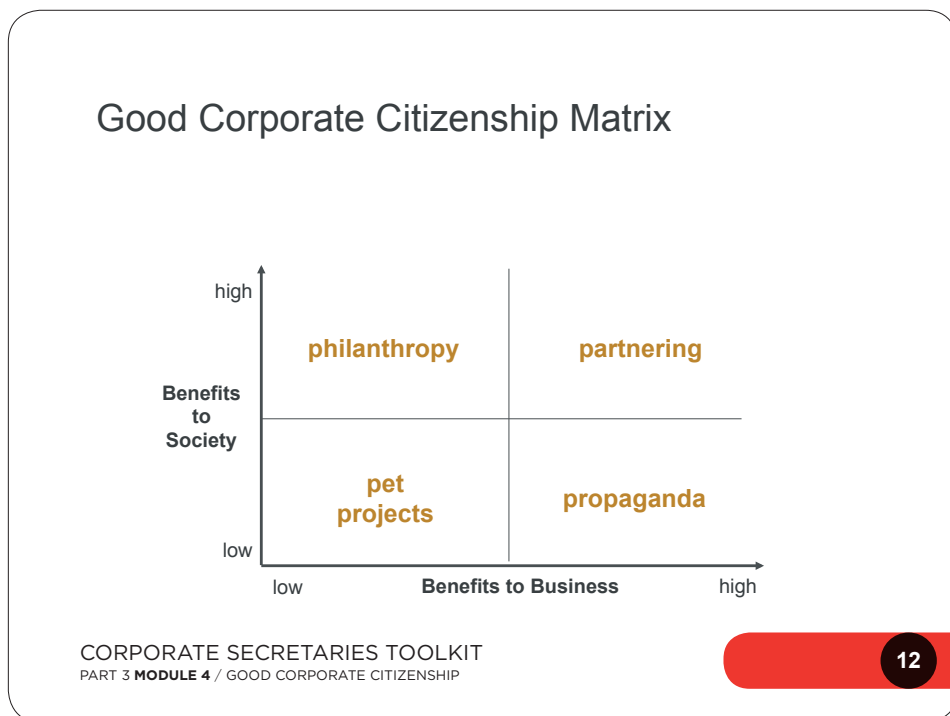 Good Corporate Citizenship Matrix
high
philanthropy
partnering
Benefits
to
Society
pet
projects
propaganda
low
low
Benefits to Business
high
CORPORATE SECRETARIES TOOLKIT
PART 3 MODULE 4 / GOOD CORPORATE CITIZENSHIP
12